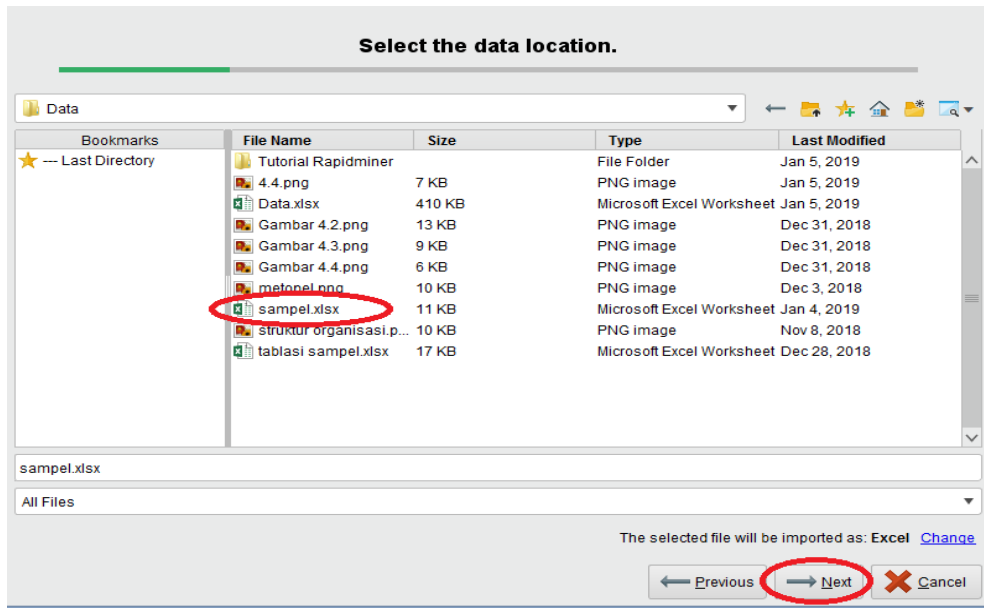 Select the data location.
Data
Bookmarks File Name Size Type Last Modified
--- Last Directory Tutorial Rapidminer File Folder Jan 5, 2019
4.4.png 7 KB PNG image Jan 5, 2019
Data.xlsx 410 KB Microsoft Excel Worksheet Jan 5, 2019
Gambar 4.2.png 13 KB PNG image Dec 31, 2018
Gambar 4.3.png 9 KB PNG image Dec 31, 2018
Gambar 4.4.png 6 KB PNG image Dec 31, 2018
metopel.png 10 KB PNG image Dec 3, 2018
sampel.xlsx 11 KB Microsoft Excel Worksheet Jan 4, 2019
struktur organisasi.p... 10 KB PNG image Nov 8, 2018
tablasi sampel.xlsx 17 KB Microsoft Excel Worksheet Dec 28, 2018
sampel.xlsx
All Files
The selected file will be imported as: Excel Change
Previous Next Cancel